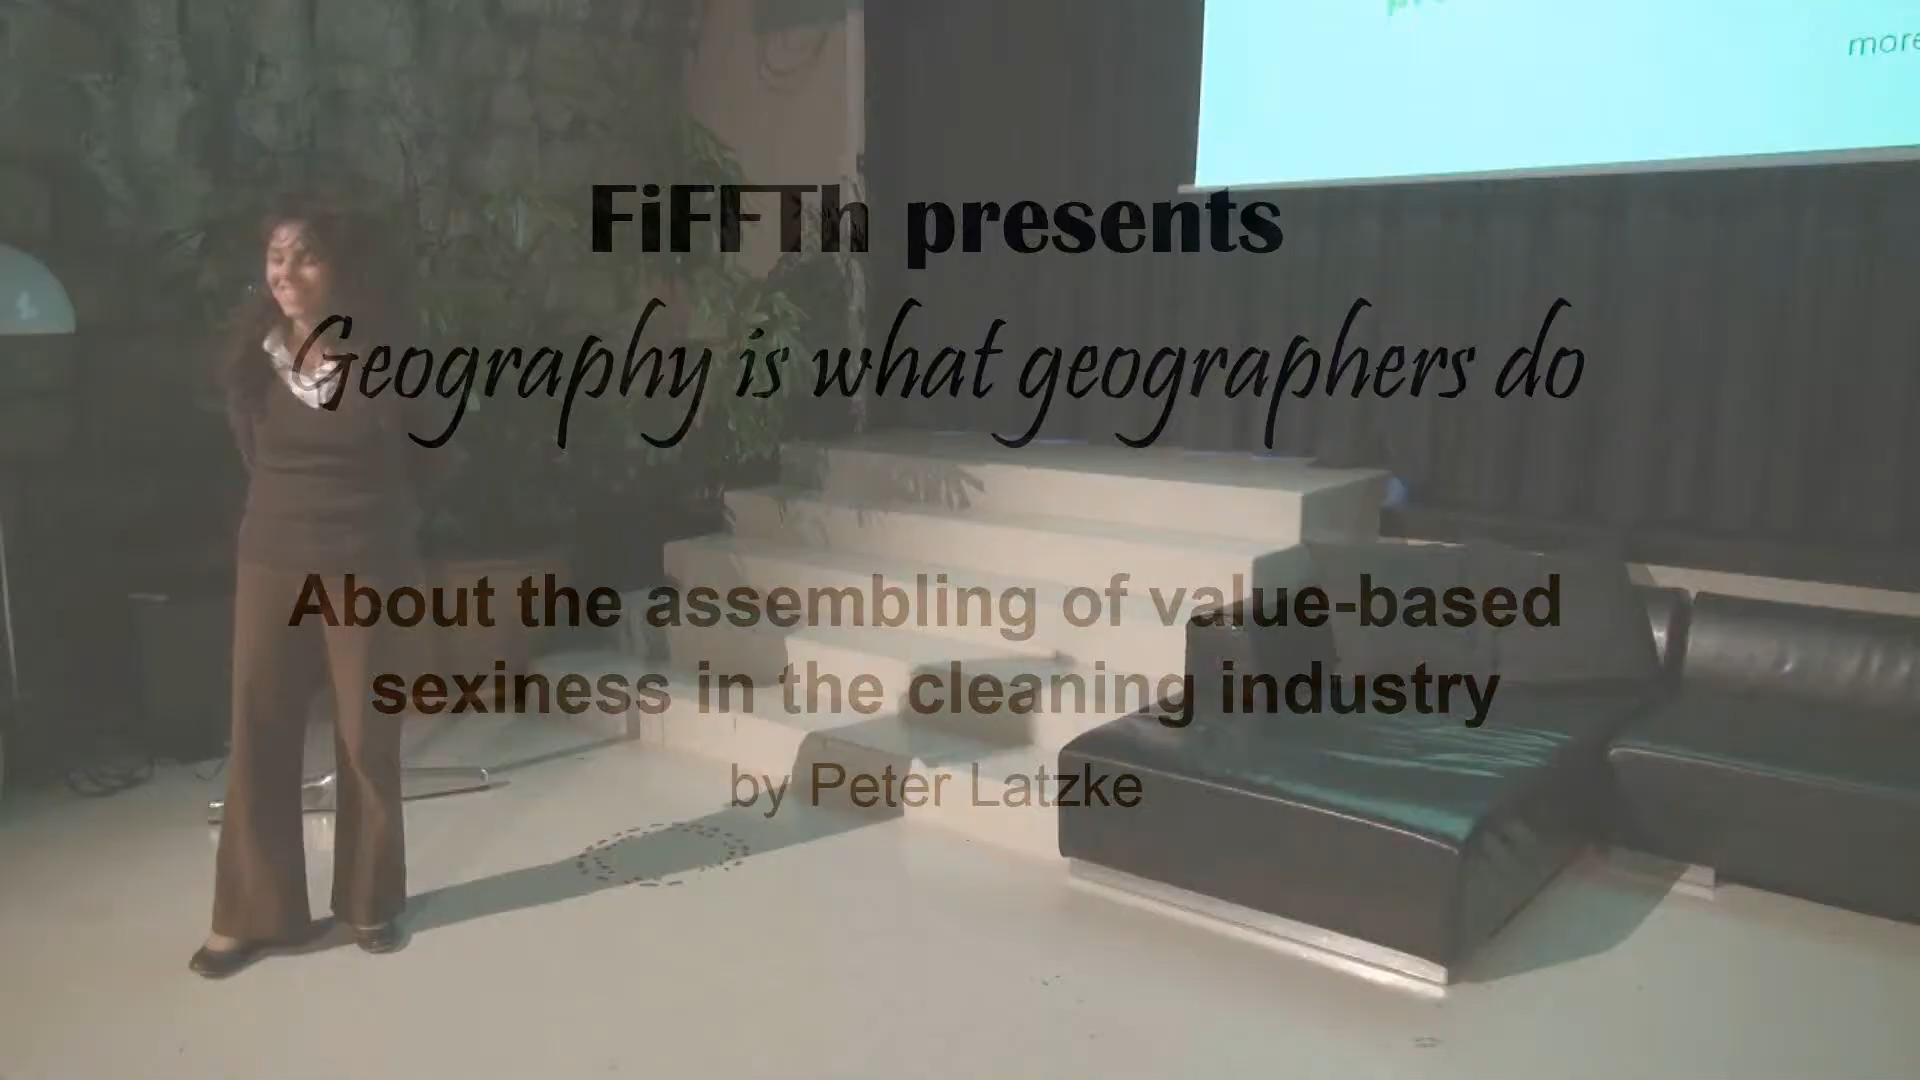 more
FiFFTh presents
Geography is what geographers do
About the assembling of value-based
sexiness in the cleaning industry
by Peter Latzke